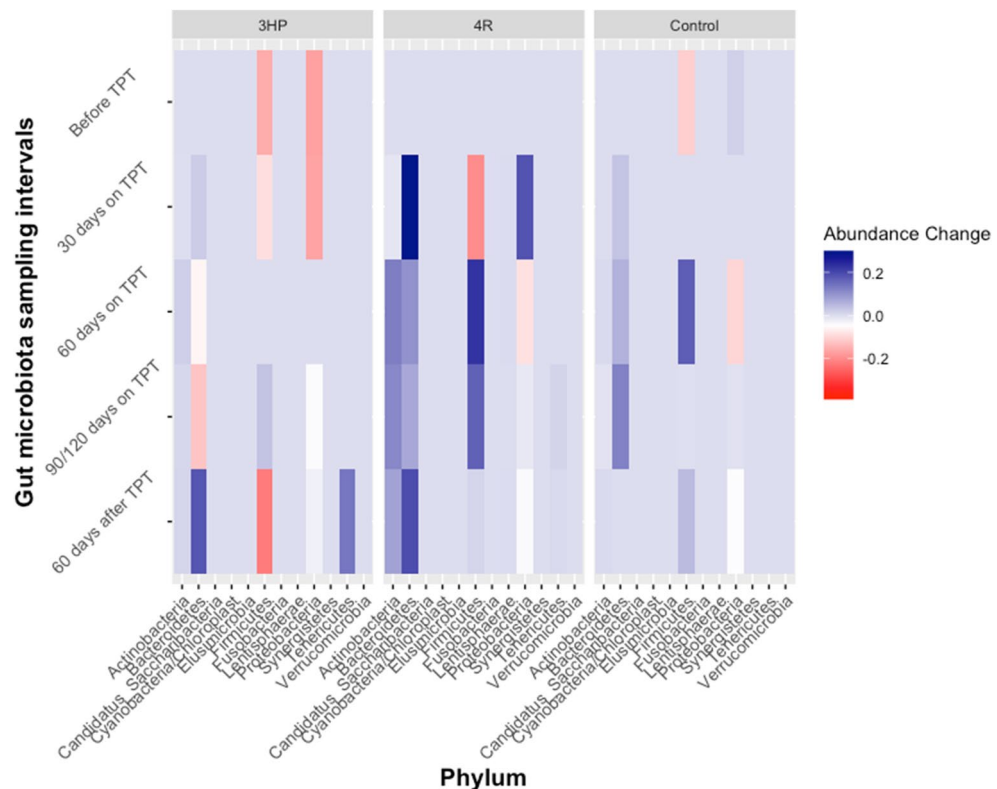 3HP
4R
Control
Gut microbiota sampling intervals
Before TPT
30 days on TPT
60 days on TPT
90/120 days on TPT
60 days after TPT
Actinobacteria
Bacteroidetes
Candidatus_Saccharibacteria
Cyanobacteria/Chloroplast
Elusimicrobia
Firmicutes
Fusobacteria
Lentisphaerae
Proteobacteria
Synergistetes
Tenericutes
Verrucomicrobia
Actinobacteria
Bacteroidetes
Candidatus_Saccharibacteria
Cyanobacteria/Chloroplast
Elusimicrobia
Firmicutes
Fusobacteria
Lentisphaerae
Proteobacteria
Synergistetes
Tenericutes
Verrucomicrobia
Actinobacteria
Bacteroidetes
Candidatus_Saccharibacteria
Cyanobacteria/Chloroplast
Elusimicrobia
Firmicutes
Fusobacteria
Lentisphaerae
Proteobacteria
Synergistetes
Tenericutes
Verrucomicrobia
Phylum
Abundance Change
0.2
0.0
-0.2